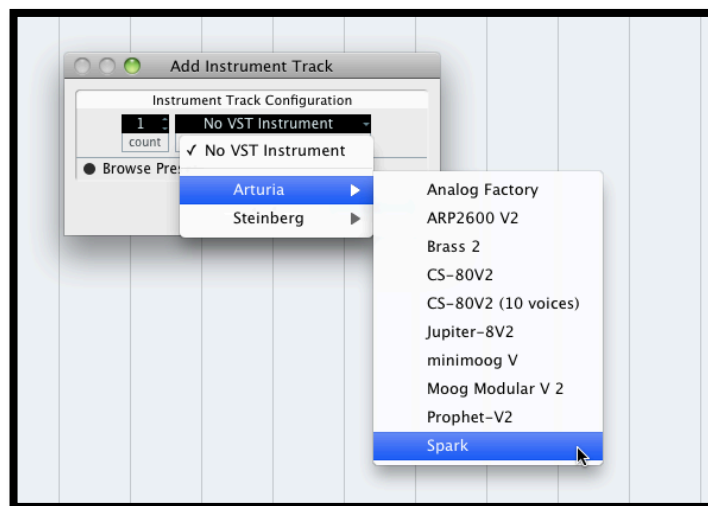 Add Instrument Track
Instrument Track Configuration
1 No VST Instrument
count
✓ No VST Instrument
Browse Pre
Arturia
Steinberg
Analog Factory
ARP2600 V2
Brass 2
CS-80V2
CS-80V2 (10 voices)
Jupiter-8V2
minimoog V
Moog Modular V 2
Prophet-V2
Spark